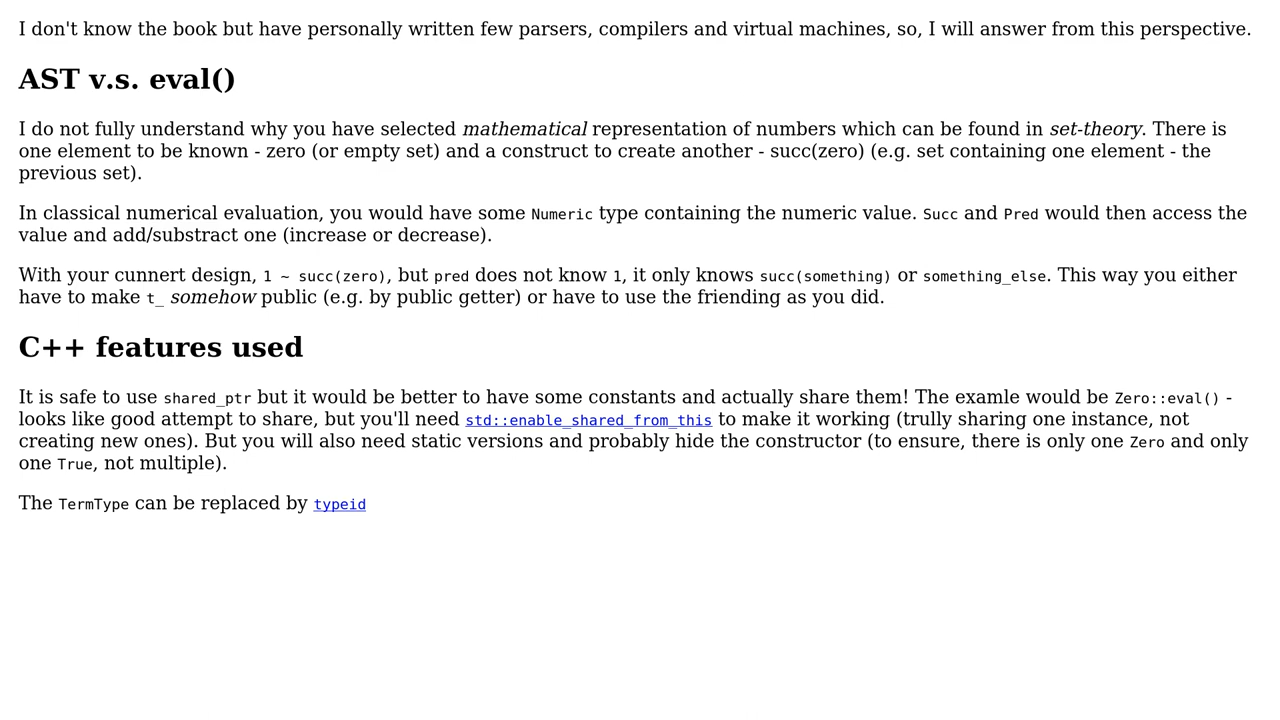 I don't know the book but have personally written few parsers, compilers and virtual machines, so, I will answer from this perspective.
AST v.s. eval()
I do not fully understand why you have selected mathematical representation of numbers which can be found in set-theory. There is
one element to be known - zero (or empty set) and a construct to create another - succ(zero) (e.g. set containing one element - the
previous set).
In classical numerical evaluation, you would have some Numeric type containing the numeric value. Succ and Pred would then access the
value and add/substract one (increase or decrease).
With your cunnert design, 1 ~ succ(zero), but pred does not know 1, it only knows succ(something) or something_else. This way you either
have to make t_ somehow public (e.g. by public getter) or have to use the friending as you did.
C++ features used
It is safe to use shared_ptr but it would be better to have some constants and actually share them! The examle would be Zero::eval() -
looks like good attempt to share, but you'll need std::enable_shared_from_this to make it working (trully sharing one instance, not
creating new ones). But you will also need static versions and probably hide the constructor (to ensure, there is only one Zero and only
one True, not multiple).
The TermType can be replaced by typeid